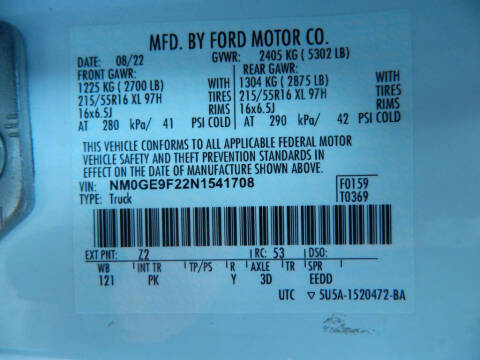 MFD. BY FORD MOTOR CO.
DATE: 08/22 GVWR: 2405 KG (5302 LB)
FRONT GAWR: REAR GAWR:
1225 KG (2700 LB) WITH 1304 KG (2875 LB) WITH
215/55R16 XL 97H TIRES 215/55R16 XL 97H TIRES
16x6.5J RIMS 16x6.5J RIMS
AT 280 kPa/ 41 PSI COLD AT 290 kPa/ 42 PSI COLD
THIS VEHICLE CONFORMS TO ALL APPLICABLE FEDERAL MOTOR
VEHICLE SAFETY AND THEFT PREVENTION STANDARDS IN
EFFECT ON THE DATE OF MANUFACTURE SHOWN ABOVE.
VIN: NM0GE9F22N1541708 F0159
TYPE: Truck T0369
EXT PNT: Z2 RC: 53 DSO:
WB INT TR TP/PS R AXLE TR SPR
121 PK Y 3D EEDD
UTC ▽ 5U5A-1520472-BA